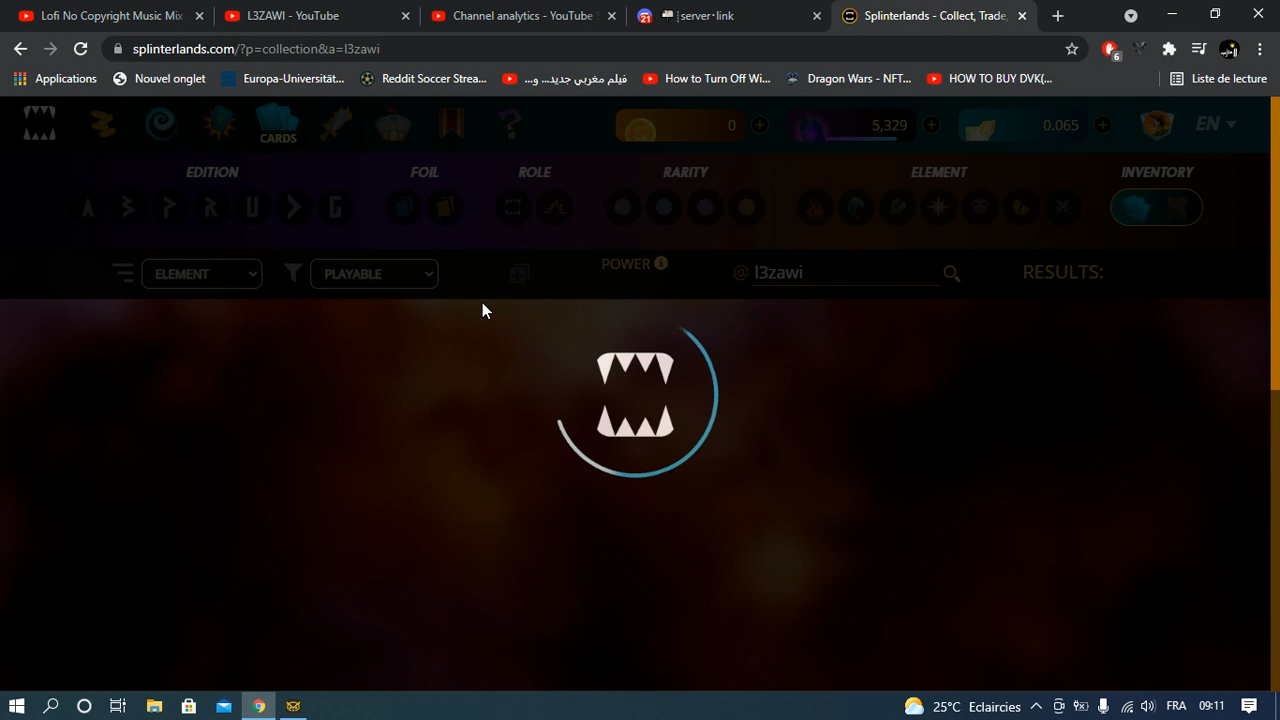 Lofi No Copyright Music Mix
L3ZAWI - YouTube
Channel analytics - YouTube S
21 server·link
Splinterlands - Collect, Trade,
splinterlands.com/?p=collection&a=l3zawi
6
Applications
Nouvel onglet
Europa-Universität...
Reddit Soccer Strea...
فيلم مغربي جديد... و...
How to Turn Off Wi...
Dragon Wars - NFT...
HOW TO BUY DVK(...
Liste de lecture
CARDS
0
5,329
0.065
EN
EDITION
FOIL
ROLE
RARITY
ELEMENT
INVENTORY
ELEMENT
PLAYABLE
POWER
@ l3zawi
RESULTS:
25°C Eclaircies
FRA
09:11